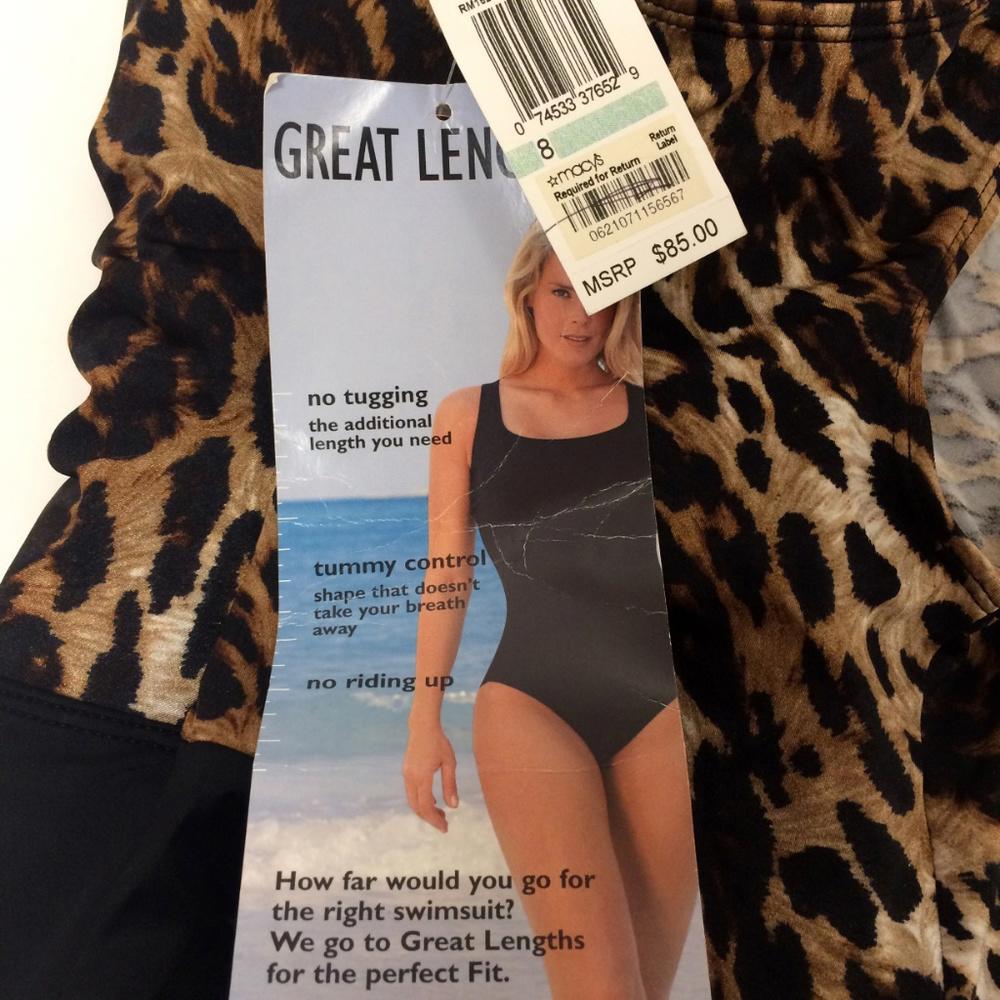 0 74533 37652 9
8
☆macy's
Return
Label
Required for Return
0621071156567
MSRP $85.00
GREAT
no tugging
the additional
length you need
tummy control
shape that doesn't
take your breath
away
no riding up
How far would you go for
the right swimsuit?
We go to Great Lengths
for the perfect Fit.